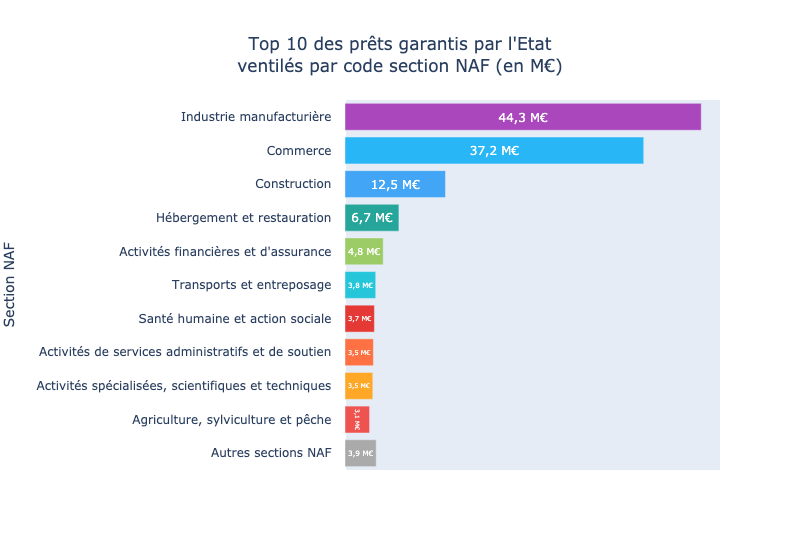 Top 10 des prêts garantis par l'Etat
ventilés par code section NAF (en M€)
Section NAF
Industrie manufacturière 44,3 M€
Commerce 37,2 M€
Construction 12,5 M€
Hébergement et restauration 6,7 M€
Activités financières et d'assurance 4,8 M€
Transports et entreposage 3,8 M€
Santé humaine et action sociale 3,7 M€
Activités de services administratifs et de soutien 3,5 M€
Activités spécialisées, scientifiques et techniques 3,5 M€
Agriculture, sylviculture et pêche 3,1 M€
Autres sections NAF 3,9 M€